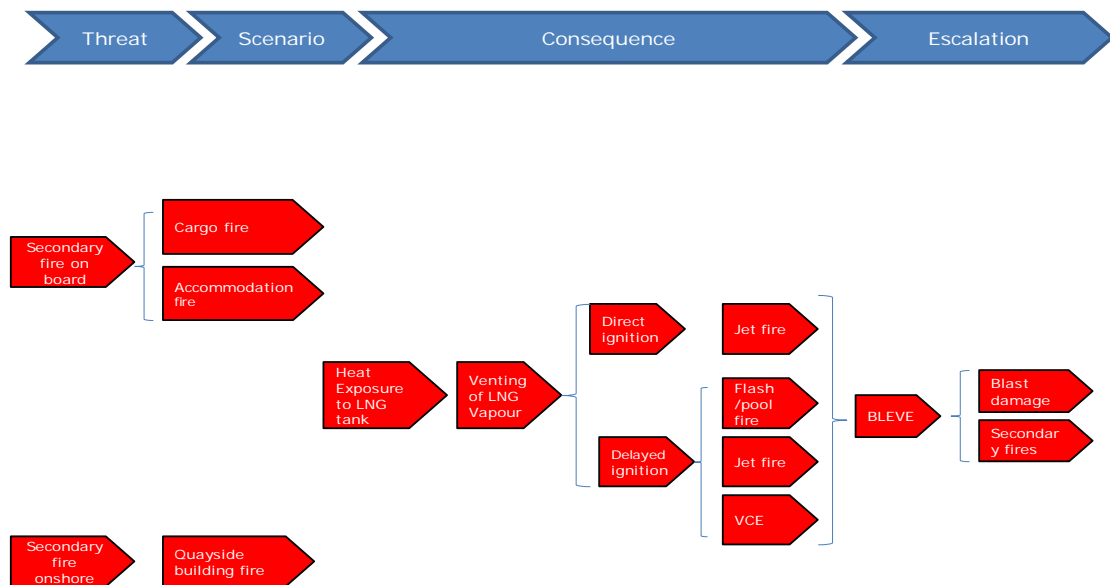 Threat
Scenario
Consequence
Escalation
Cargo fire
Secondary
fire on
board
Accommodation
fire
Direct
ignition
Jet fire
Heat
Exposure
to LNG
tank
Venting
of LNG
Vapour
Flash
/pool
fire
BLEVE
Blast
damage
Secondar
y fires
Delayed
ignition
Jet fire
VCE
Secondary
fire
onshore
Quayside
building fire